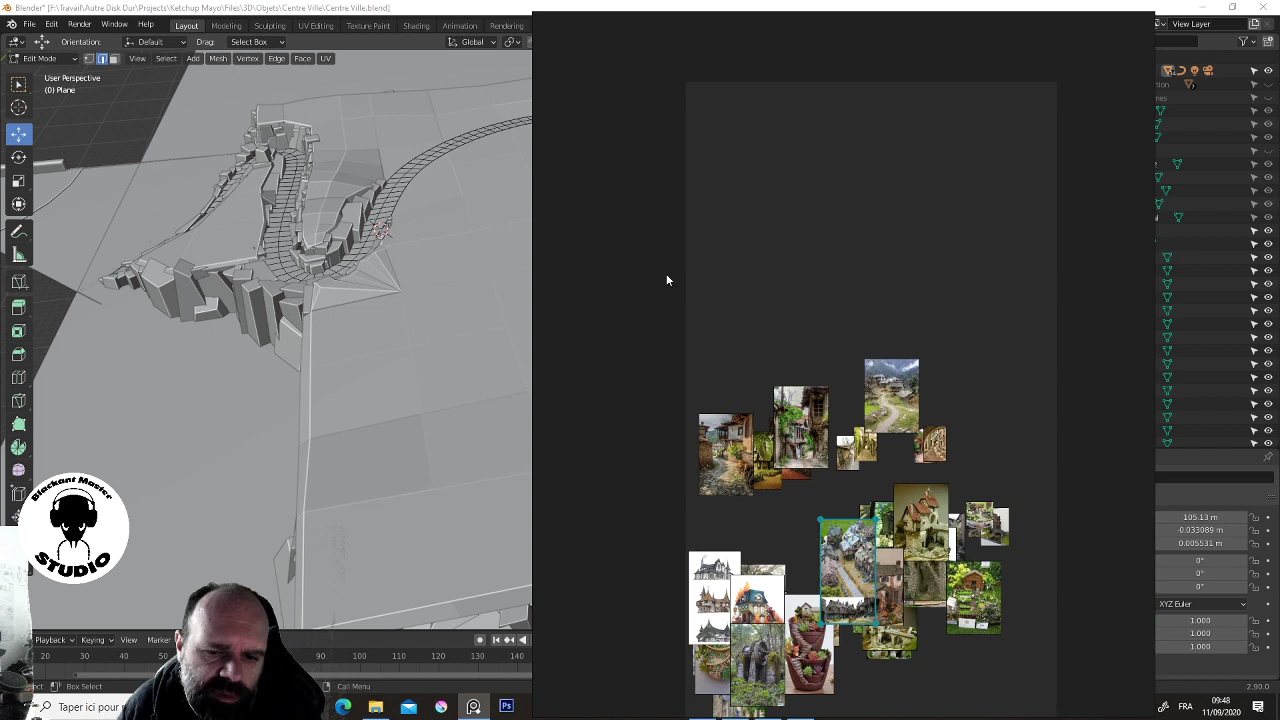 Blender* [F:\Travail\Autre Disk Dur\Projets\Ketchup Mayo\Files\3D\Objets\Centre Ville\Centre Ville.blend]
File Edit Render Window Help Layout Modeling Sculpting UV Editing Texture Paint Shading Animation Rendering View Layer
Orientation: Default Drag: Select Box Global
Edit Mode View Select Add Mesh Vertex Edge Face UV
User Perspective
(0) Plane
105.13 m
-0.033089 m
0.005531 m
0°
0°
0°
XYZ Euler
1.000
1.000
1.000
Blackant Master
STUDIO
Playback Keying View Marker
20 30 40 50 60 90 100 110 120 130 140
Box Select Call Menu
2.90.0
Taper ici pour r
Ps
FRA
09:48
11/09/2020